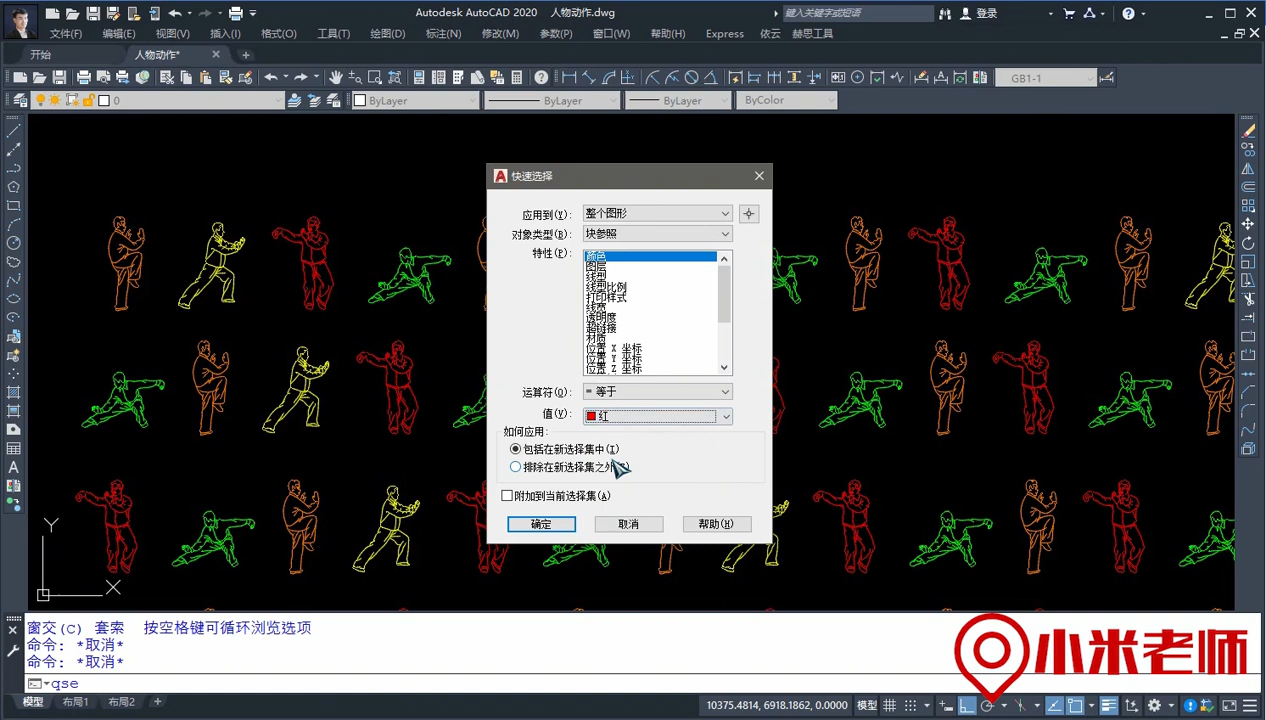 Autodesk AutoCAD 2020 人物动作.dwg
键入关键字或短语
登录
文件(F) 编辑(E) 视图(V) 插入(I) 格式(O) 工具(T) 绘图(D) 标注(N) 修改(M) 参数(P) 窗口(W) 帮助(H) Express 依云 赫思工具
开始 人物动作*
GB1-1
0 ByLayer ByLayer ByLayer ByColor
快速选择
应用到(Y): 整个图形
对象类型(B): 块参照
特性(P): 颜色
图层
线型
线型比例
打印样式
线宽
透明度
超链接
材质
位置 X 坐标
位置 Y 坐标
位置 Z 坐标
运算符(O): = 等于
值(V): 红
如何应用:
包括在新选择集中(I)
排除在新选择集之外
附加到当前选择集(A)
确定 取消 帮助(H)
Y
X
窗交(C) 套索 按空格键可循环浏览选项
命令: *取消*
命令: *取消*
qse
小米老师
模型 布局1 布局2 +
10375.4814, 6918.1862, 0.0000 模型